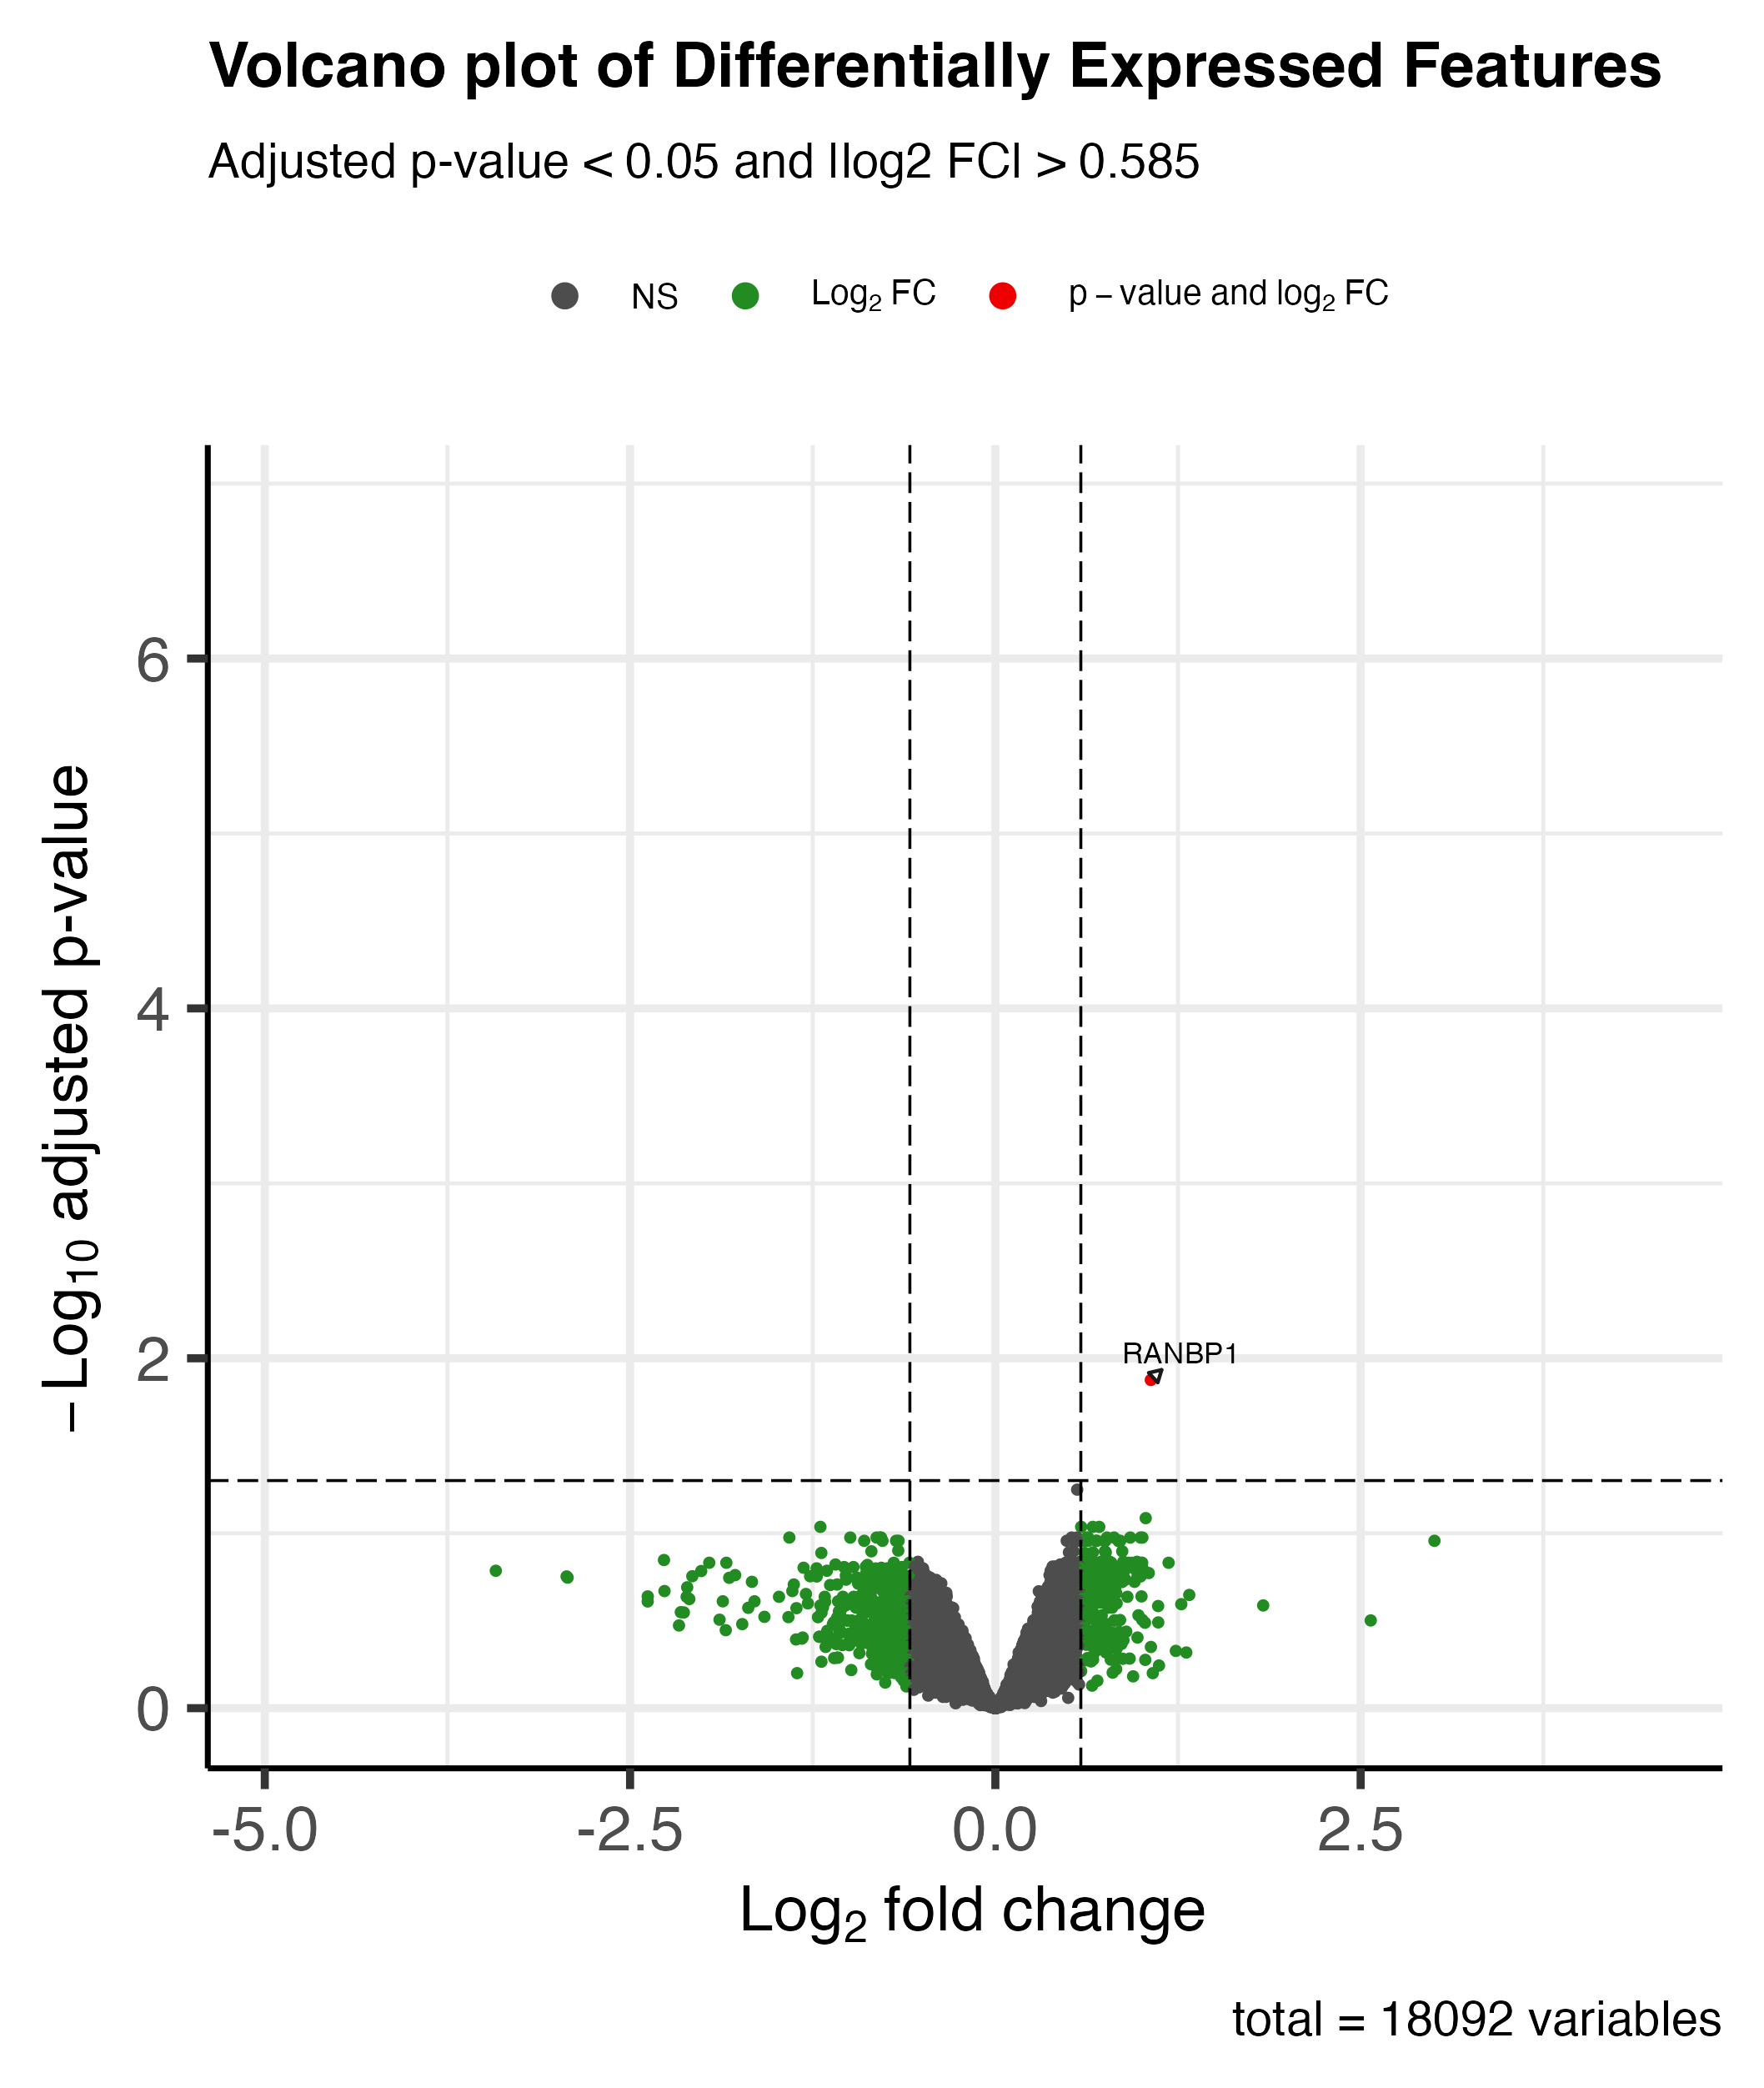 Volcano plot of Differentially Expressed Features
Adjusted p-value < 0.05 and |log2 FC| > 0.585
NS
Log₂ FC
p – value and log₂ FC
– Log₁₀ adjusted p-value
6
4
2
0
RANBP1
-5.0
-2.5
0.0
2.5
Log₂ fold change
total = 18092 variables